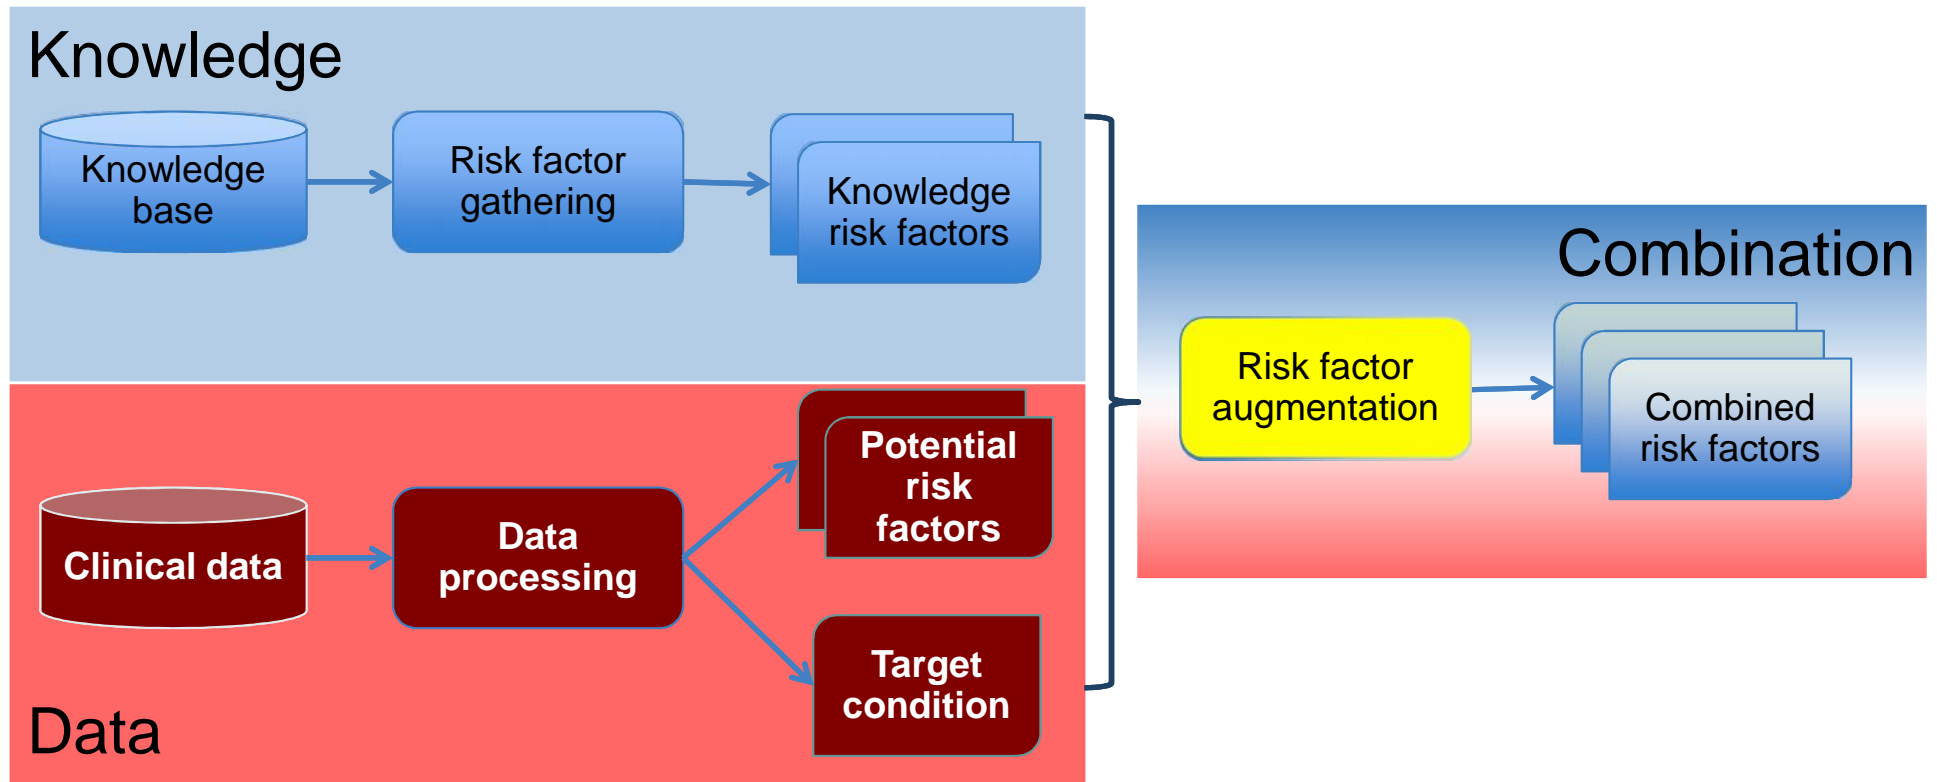 Knowledge
Knowledge
base
Risk factor
gathering
Knowledge
risk factors
Combination
Risk factor
augmentation
Combined
risk factors
Potential
risk
factors
Clinical data
Data
processing
Target
condition
Data